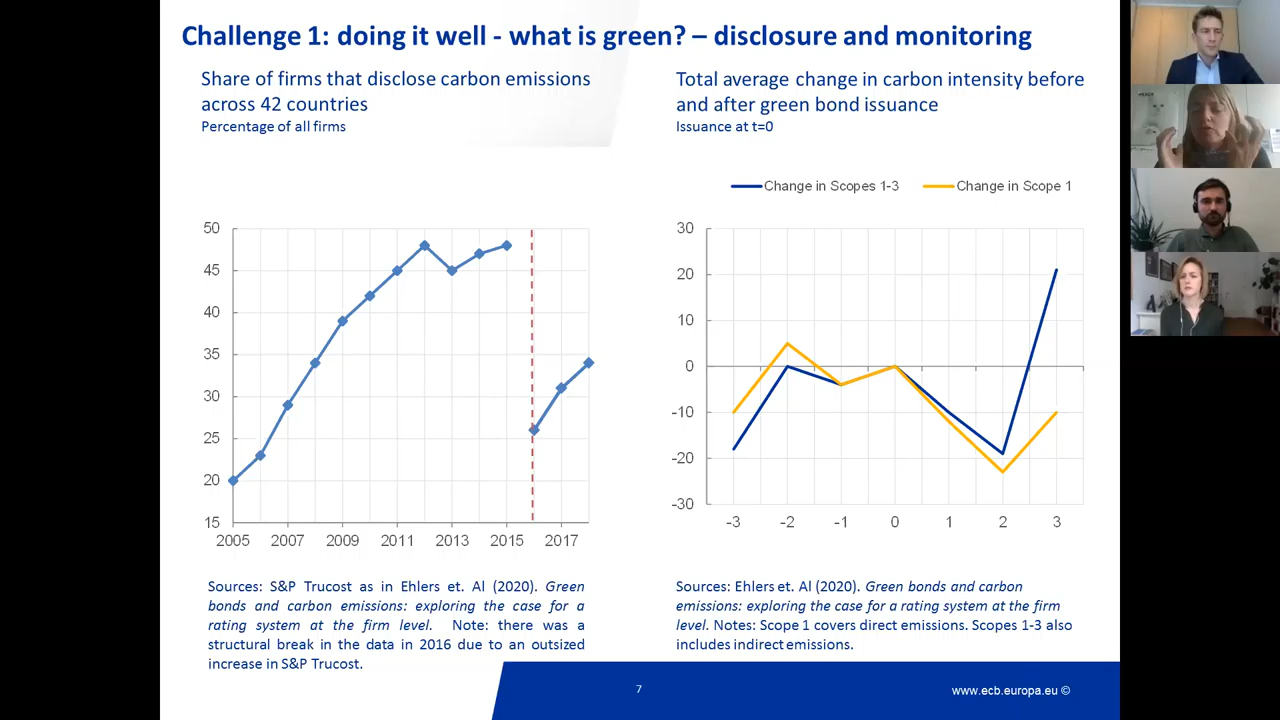 Challenge 1: doing it well - what is green? – disclosure and monitoring
Share of firms that disclose carbon emissions
across 42 countries
Percentage of all firms
50
45
40
35
30
25
20
15
2005 2007 2009 2011 2013 2015 2017
Sources: S&P Trucost as in Ehlers et. Al (2020). Green
bonds and carbon emissions: exploring the case for a
rating system at the firm level. Note: there was a
structural break in the data in 2016 due to an outsized
increase in S&P Trucost.
Total average change in carbon intensity before
and after green bond issuance
Issuance at t=0
Change in Scopes 1-3 Change in Scope 1
30
20
10
0
-10
-20
-30
-3 -2 -1 0 1 2 3
Sources: Ehlers et. Al (2020). Green bonds and carbon
emissions: exploring the case for a rating system at the firm
level. Notes: Scope 1 covers direct emissions. Scopes 1-3 also
includes indirect emissions.
7
www.ecb.europa.eu ©